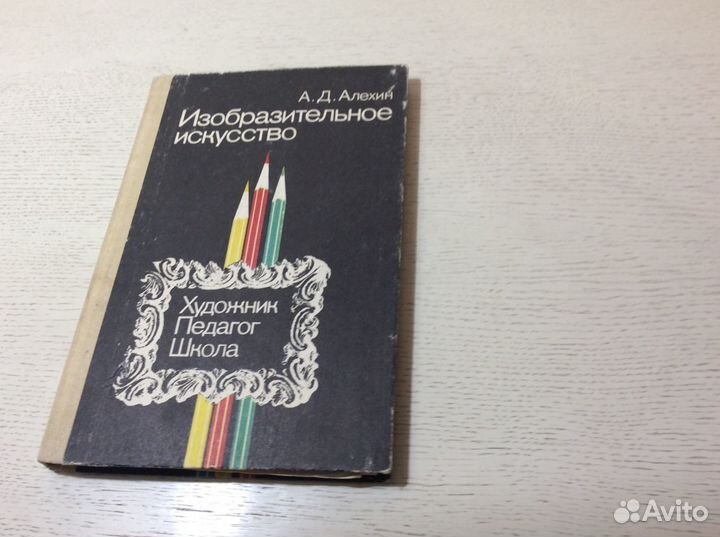 А. Д. Алехин
Изобразительное
искусство
Художник
Педагог
Школа
Avito